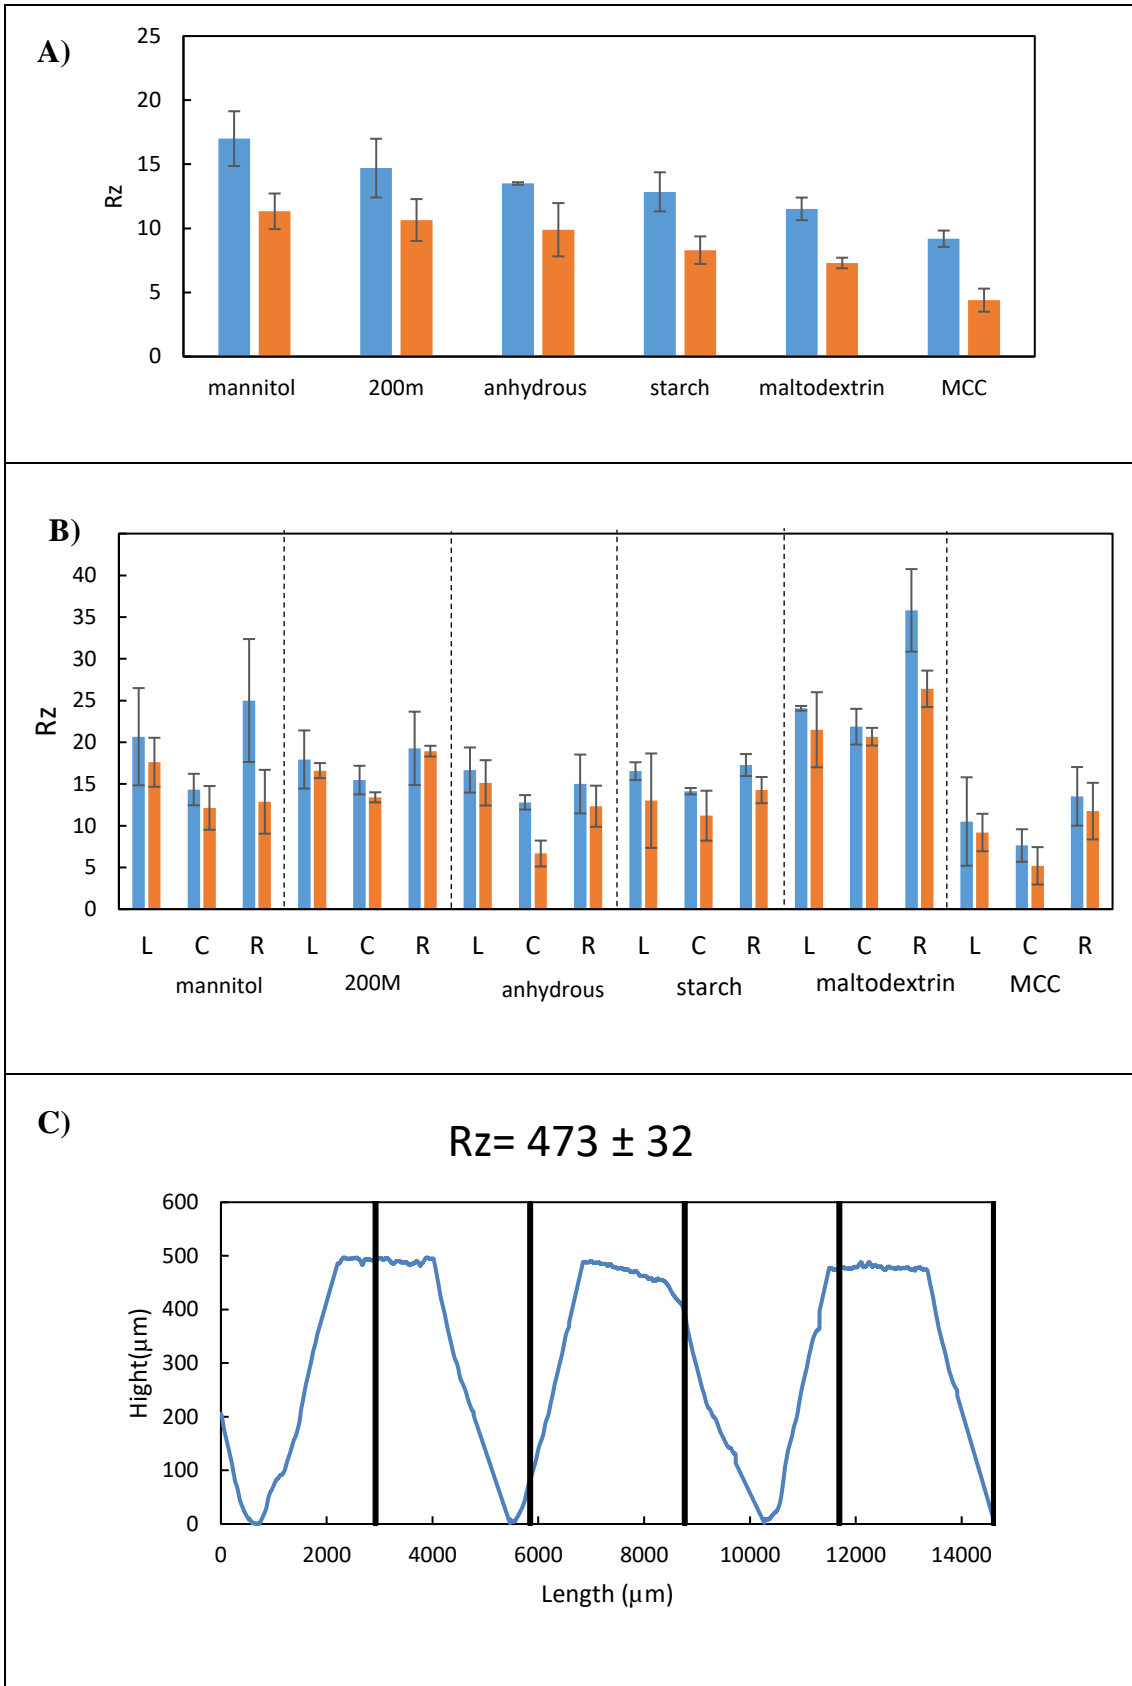 A)
25
20
15
10
5
0
Rz
mannitol 200m anhydrous starch maltodextrin MCC
B)
40
35
30
25
20
15
10
5
0
Rz
L C R L C R L C R L C R L C R L C R
mannitol 200M anhydrous starch maltodextrin MCC
C)
Rz= 473 ± 32
600
500
400
300
200
100
0
Hight(μm)
0 2000 4000 6000 8000 10000 12000 14000
Length (μm)